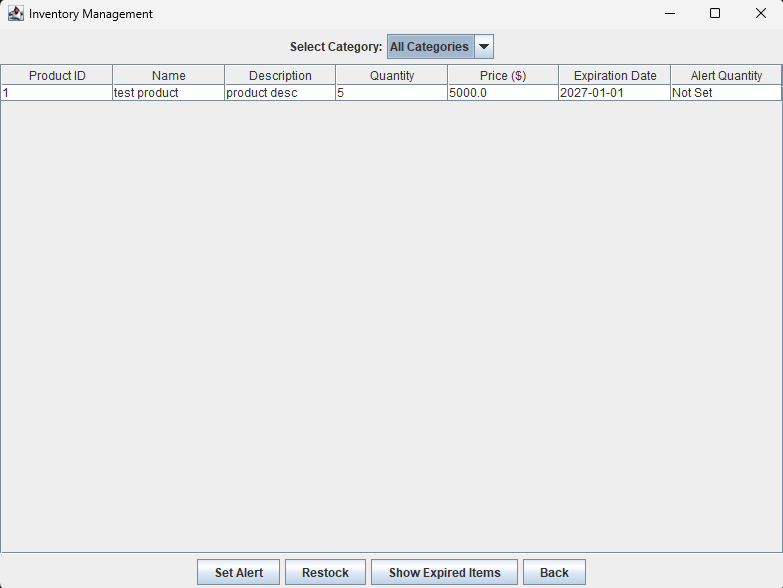 Inventory Management
Select Category: All Categories
Product ID Name Description Quantity Price ($) Expiration Date Alert Quantity
1 test product product desc 5 5000.0 2027-01-01 Not Set
Set Alert Restock Show Expired Items Back